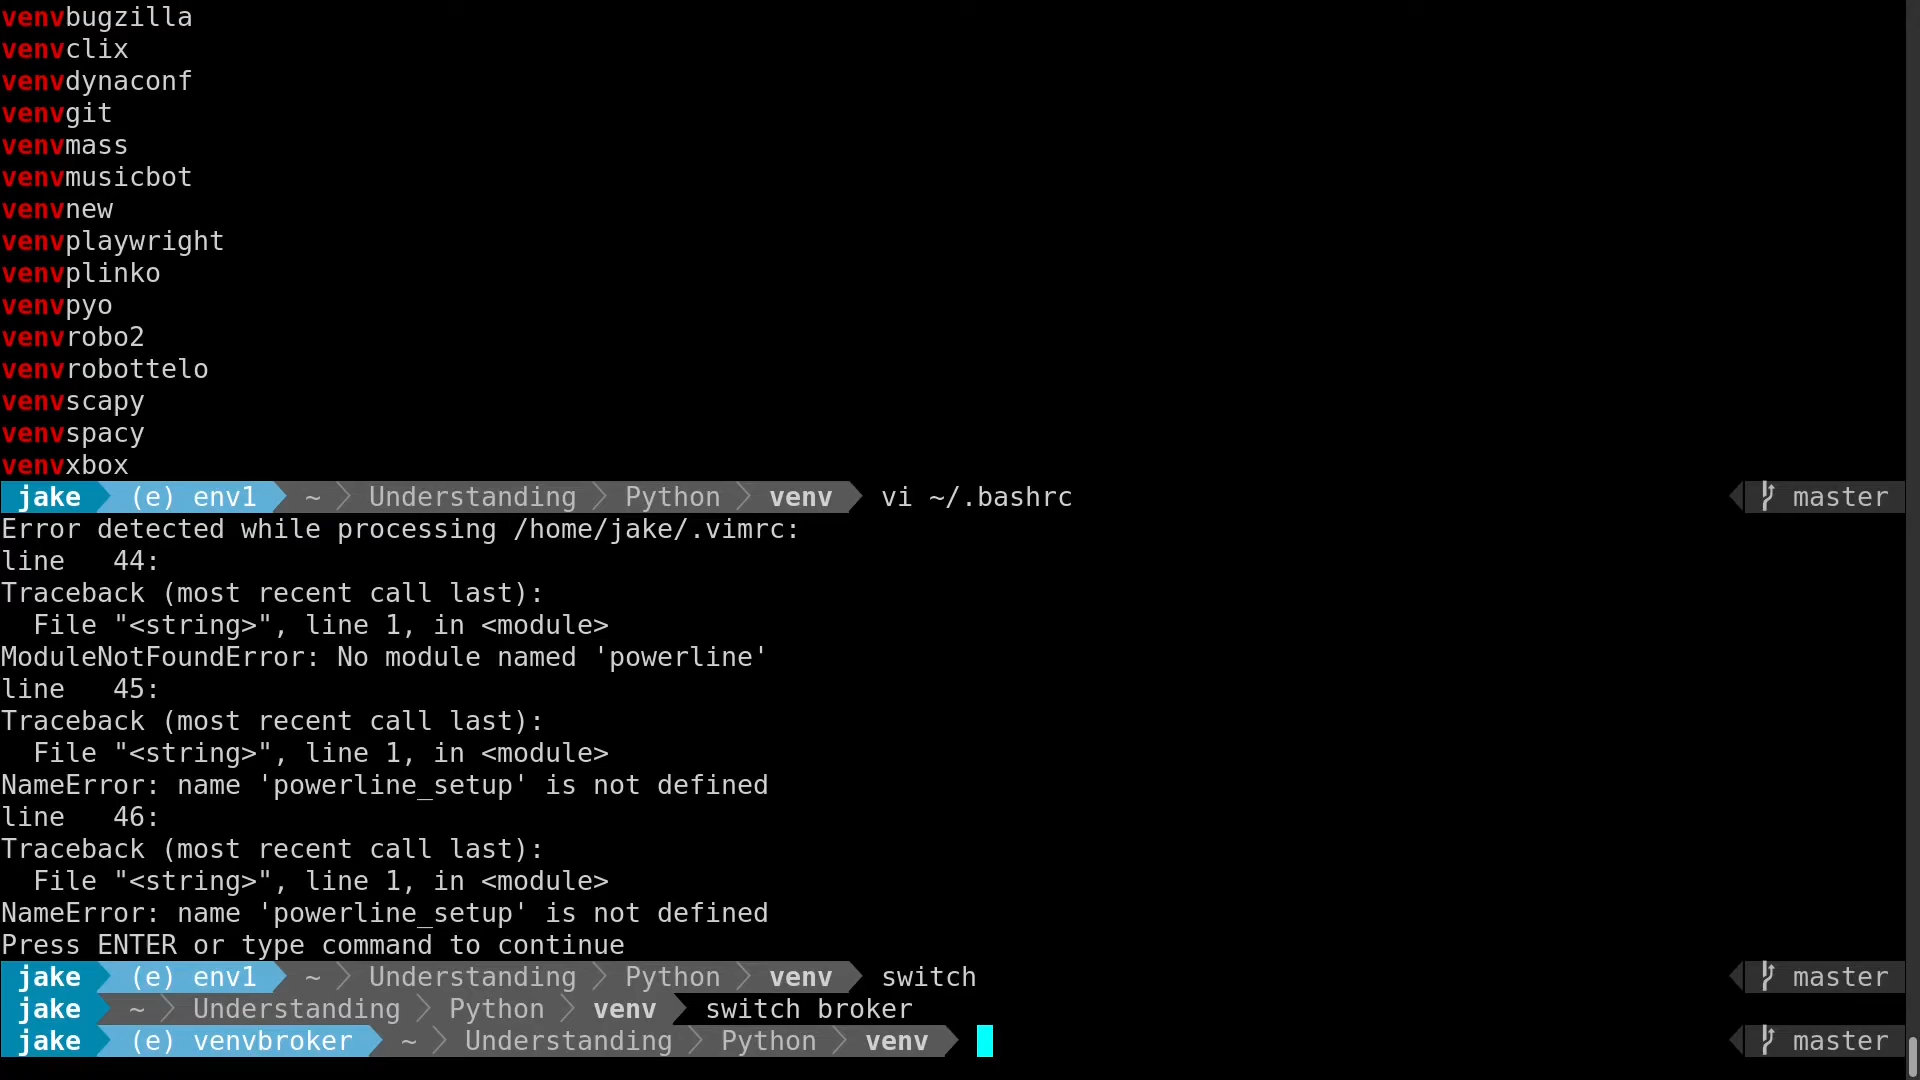 venvbugzilla
venvclix
venvdynaconf
venvgit
venvmass
venvmusicbot
venvnew
venvplaywright
venvplinko
venvpyo
venvrobo2
venvrobottelo
venvscapy
venvspacy
venvxbox
jake (e) env1 ~ Understanding Python venv vi ~/.bashrc master
Error detected while processing /home/jake/.vimrc:
line   44:
Traceback (most recent call last):
  File "<string>", line 1, in <module>
ModuleNotFoundError: No module named 'powerline'
line   45:
Traceback (most recent call last):
  File "<string>", line 1, in <module>
NameError: name 'powerline_setup' is not defined
line   46:
Traceback (most recent call last):
  File "<string>", line 1, in <module>
NameError: name 'powerline_setup' is not defined
Press ENTER or type command to continue
jake (e) env1 ~ Understanding Python venv switch master
jake ~ Understanding Python venv switch broker
jake (e) venvbroker ~ Understanding Python venv master